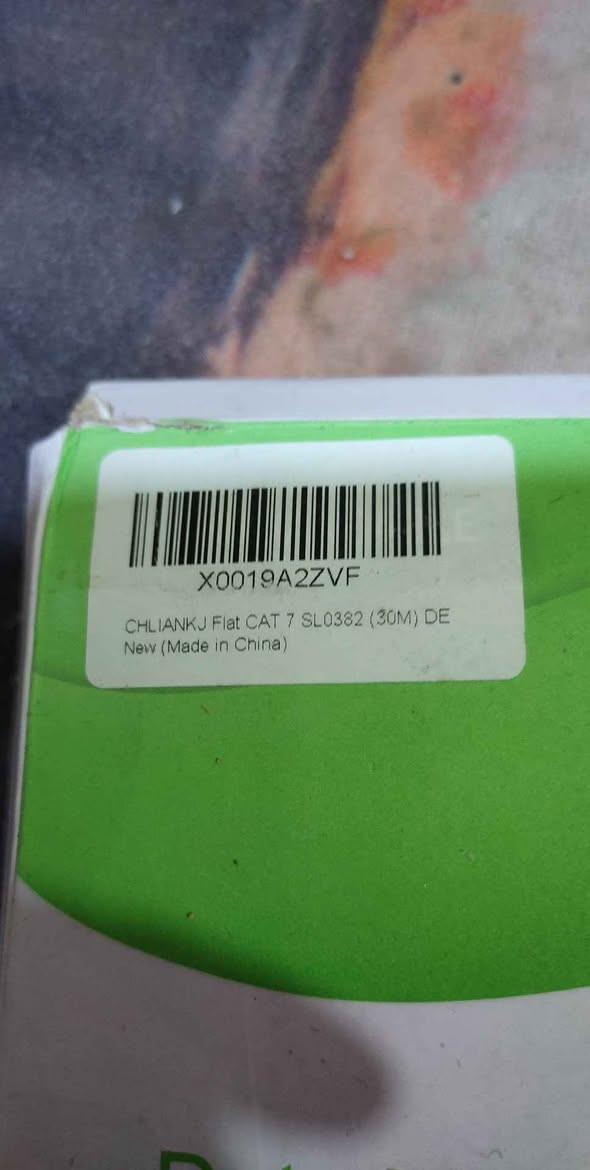 X0019A2ZVF
CHLIANKJ Flat CAT 7 SL0382 (30M) DE
New (Made in China)